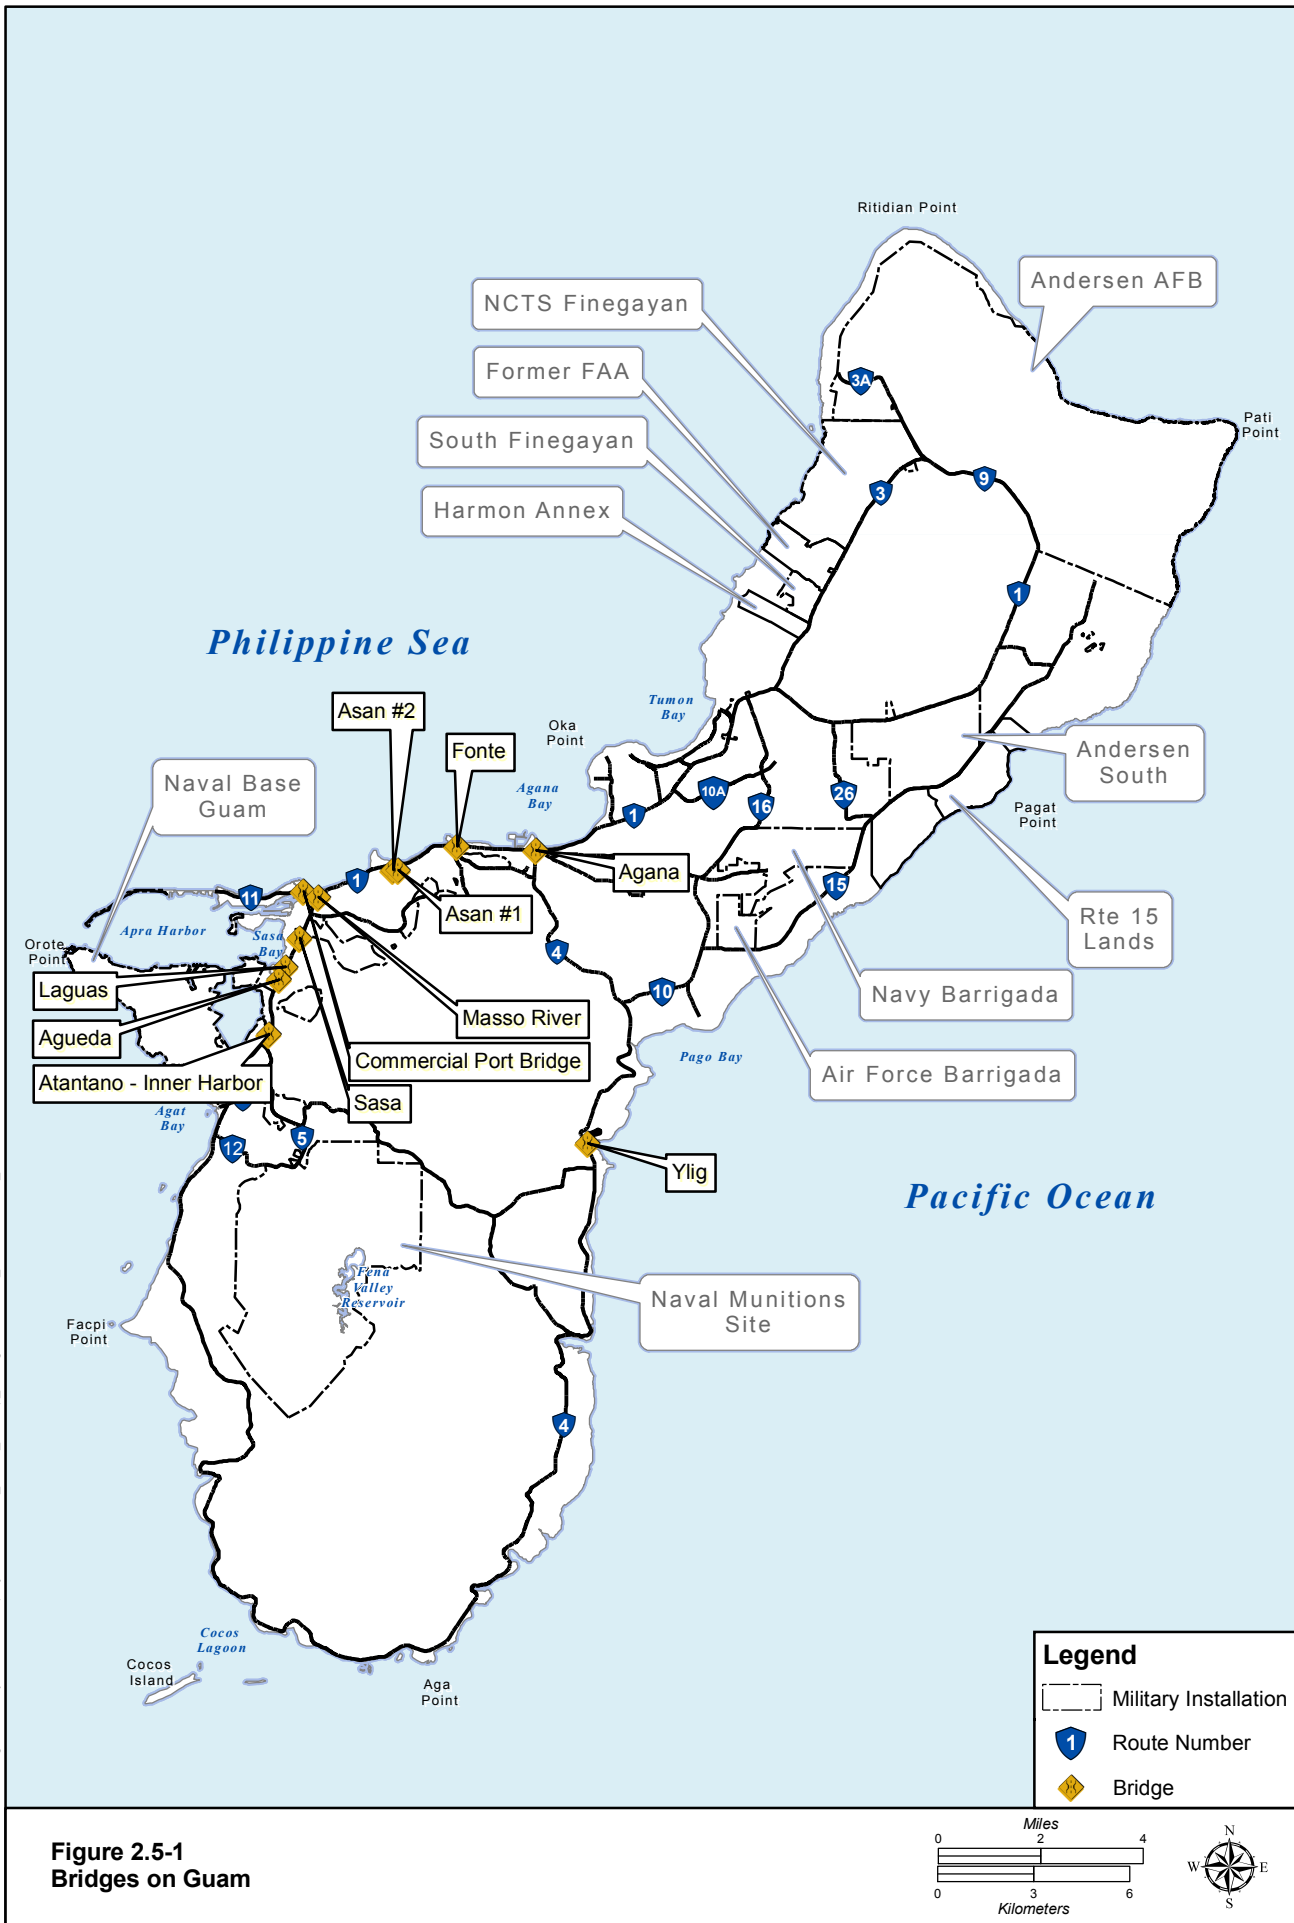 Ritidian Point
Andersen AFB
NCTS Finegayan
Former FAA
3A
South Finegayan
Pati
Point
9
3
Harmon Annex
1
Philippine Sea
Asan #2
Tumon
Bay
Oka
Point
Fonte
Andersen
South
Naval Base
Guam
Agana
Bay
10A
16
26
1
Pagat
Point
Agana
1
11
15
Asan #1
Rte 15
Lands
Apra Harbor
Sasa
Bay
Orote
Point
4
Laguas
10
Navy Barrigada
Masso River
Agueda
Commercial Port Bridge
Pago Bay
Atantano - Inner Harbor
Air Force Barrigada
Sasa
Agat
Bay
12
5
Ylig
Pacific Ocean
Fena
Valley
Reservoir
Naval Munitions
Site
Facpi
Point
4
Cocos
Lagoon
Cocos
Island
Aga
Point
Legend
Military Installation
1
Route Number
Bridge
Figure 2.5-1
Bridges on Guam
Miles
0 2 4
0 3 6
Kilometers
N
W E
S